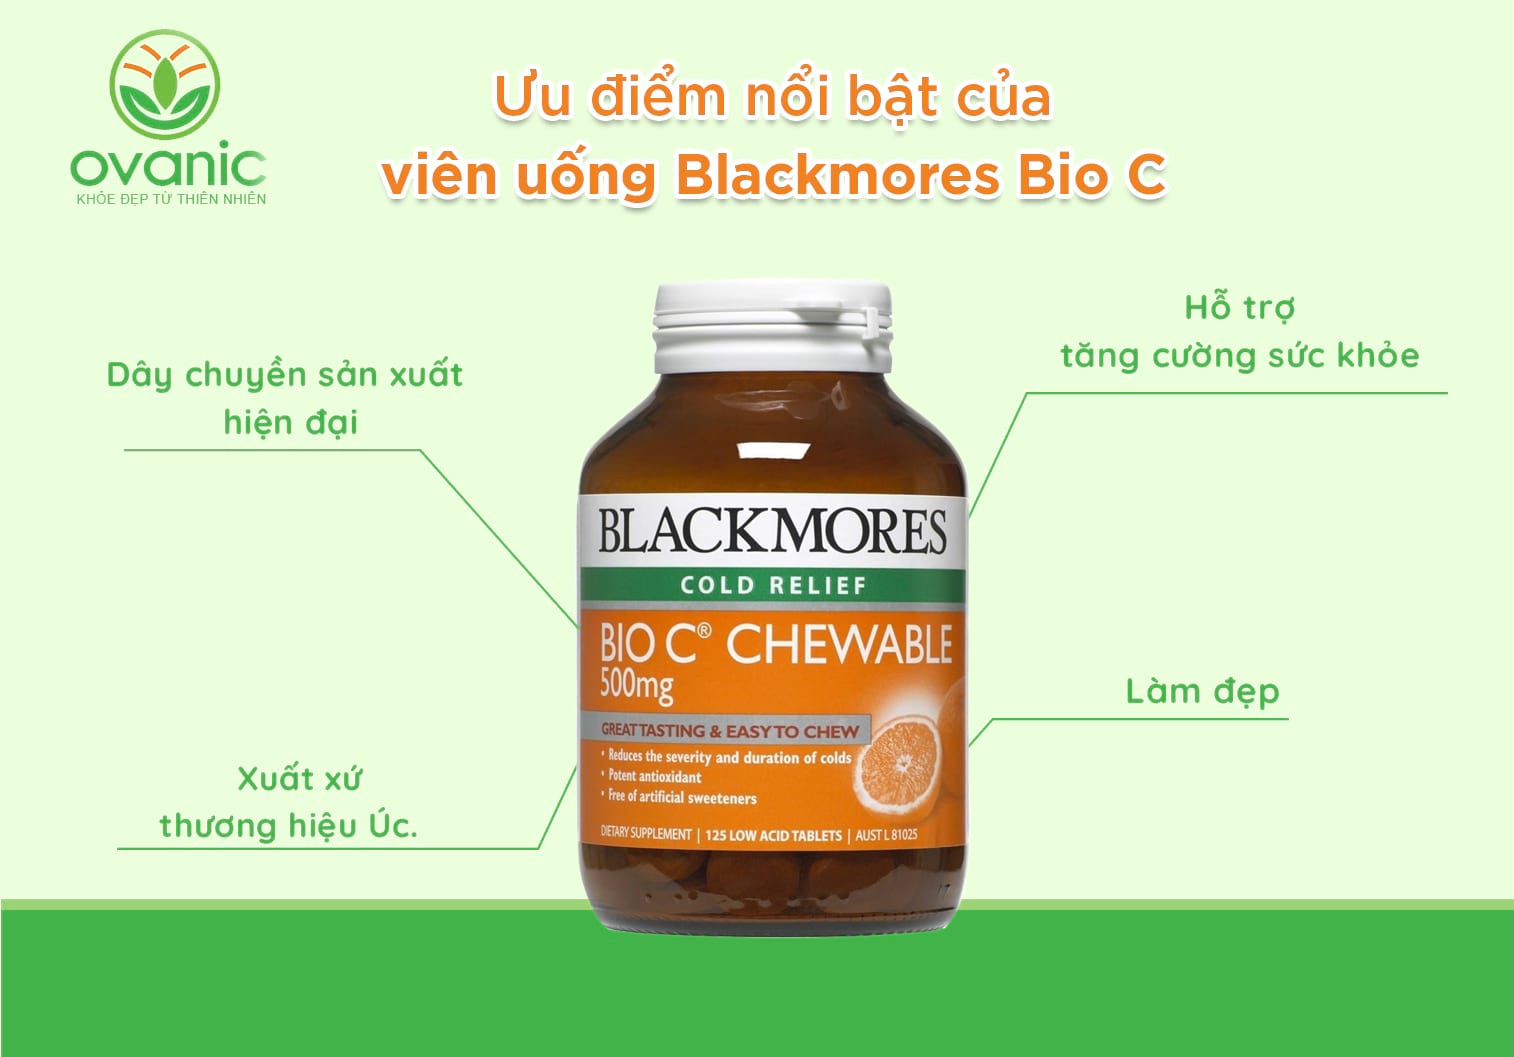 ovanic
KHỎE ĐẸP TỪ THIÊN NHIÊN
Ưu điểm nổi bật của
viên uống Blackmores Bio C
Dây chuyền sản xuất
hiện đại
Hỗ trợ
tăng cường sức khỏe
Xuất xứ
thương hiệu Úc.
Làm đẹp
BLACKMORES
COLD RELIEF
BIO C® CHEWABLE
500mg
GREAT TASTING & EASY TO CHEW
• Reduces the severity and duration of colds
• Potent antioxidant
• Free of artificial sweeteners
DIETARY SUPPLEMENT | 125 LOW ACID TABLETS | AUST L 81025